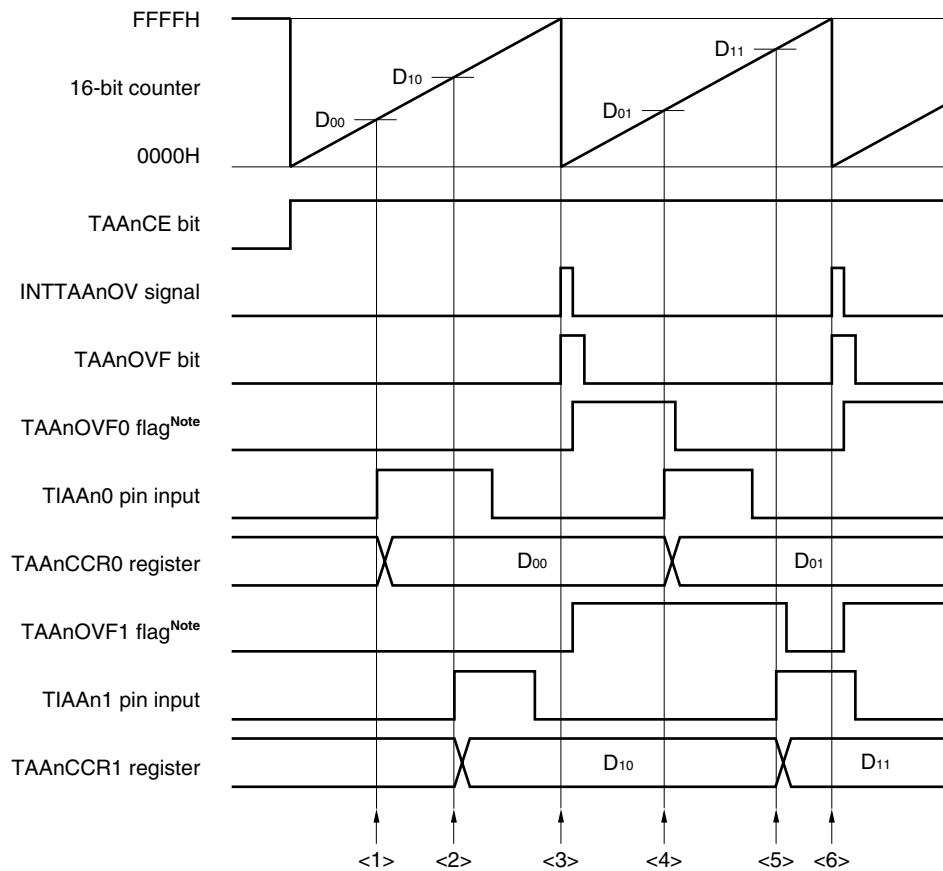 FFFFH
16-bit counter
0000H
D00
D10
D01
D11
TAAnCE bit
INTTAAnOV signal
TAAnOVF bit
TAAnOVF0 flagNote
TIAAn0 pin input
TAAnCCR0 register
D00
D01
TAAnOVF1 flagNote
TIAAn1 pin input
TAAnCCR1 register
D10
D11
<1> <2> <3> <4> <5> <6>